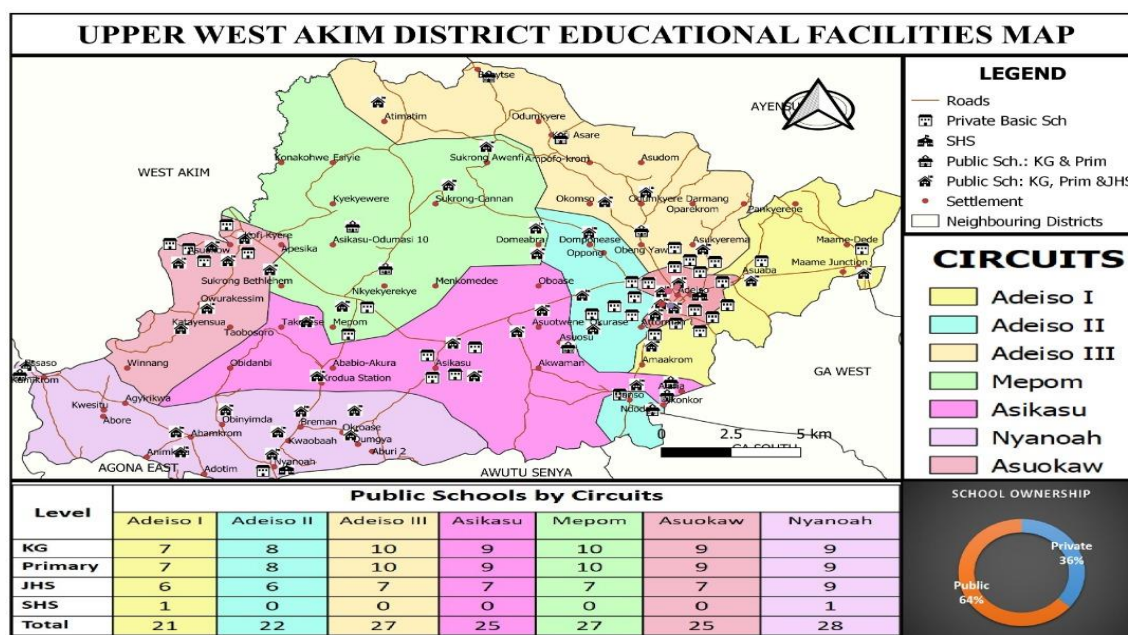 UPPER WEST AKIM DISTRICT EDUCATIONAL FACILITIES MAP
LEGEND
Roads
Private Basic Sch
SHS
Public Sch.: KG & Prim
Public Sch: KG, Prim &JHS
Settlement
Neighbouring Districts
CIRCUITS
Adeiso I
Adeiso II
Adeiso III
Mepom
Asikasu
Nyanoah
Asuokaw
WEST AKIM
GA WEST
AGONA EAST
AWUTU SENYA
Atimatim
Odumkyere
Konakohwe Esiyie
Sukrong Awenfi
Ampofo-krom
Asudom
Kyekyewere
Sukrong-Cannan
Okomso
Odumkyere Darmang
Oparekrom
Pankyerene
Kofi-Kyere
Apesika
Asikasu-Odumasi 10
Domeabra
Domponease
Oppong
Obeng Yaw
Asukyerema
Maame-Dede
Maame Junction
Asuaba
Sukrong Bethlehem
Nkyekyerekye
Menkomedee
Oboase
Owurakessim
Katayensua
Taobosoro
Mepom
Asuotwene
Okurase
Asuosu
Amaakrom
Winnang
Obidanbi
Ababio-Akura
Asikasu
Akwaman
Krodua Station
Agyirikwa
Kwesitu
Abore
Obinyimda
Breman
Okroase
Abamkrom
Kwaobaah
Dumgya
Aburi 2
Nyanoah
Adotim
0 2.5 5 km
Public Schools by Circuits
Level Adeiso I Adeiso II Adeiso III Asikasu Mepom Asuokaw Nyanoah
KG 7 8 10 9 10 9 9
Primary 7 8 10 9 10 9 9
JHS 6 6 7 7 7 7 9
SHS 1 0 0 0 0 0 1
Total 21 22 27 25 27 25 28
SCHOOL OWNERSHIP
Private
36%
Public
64%